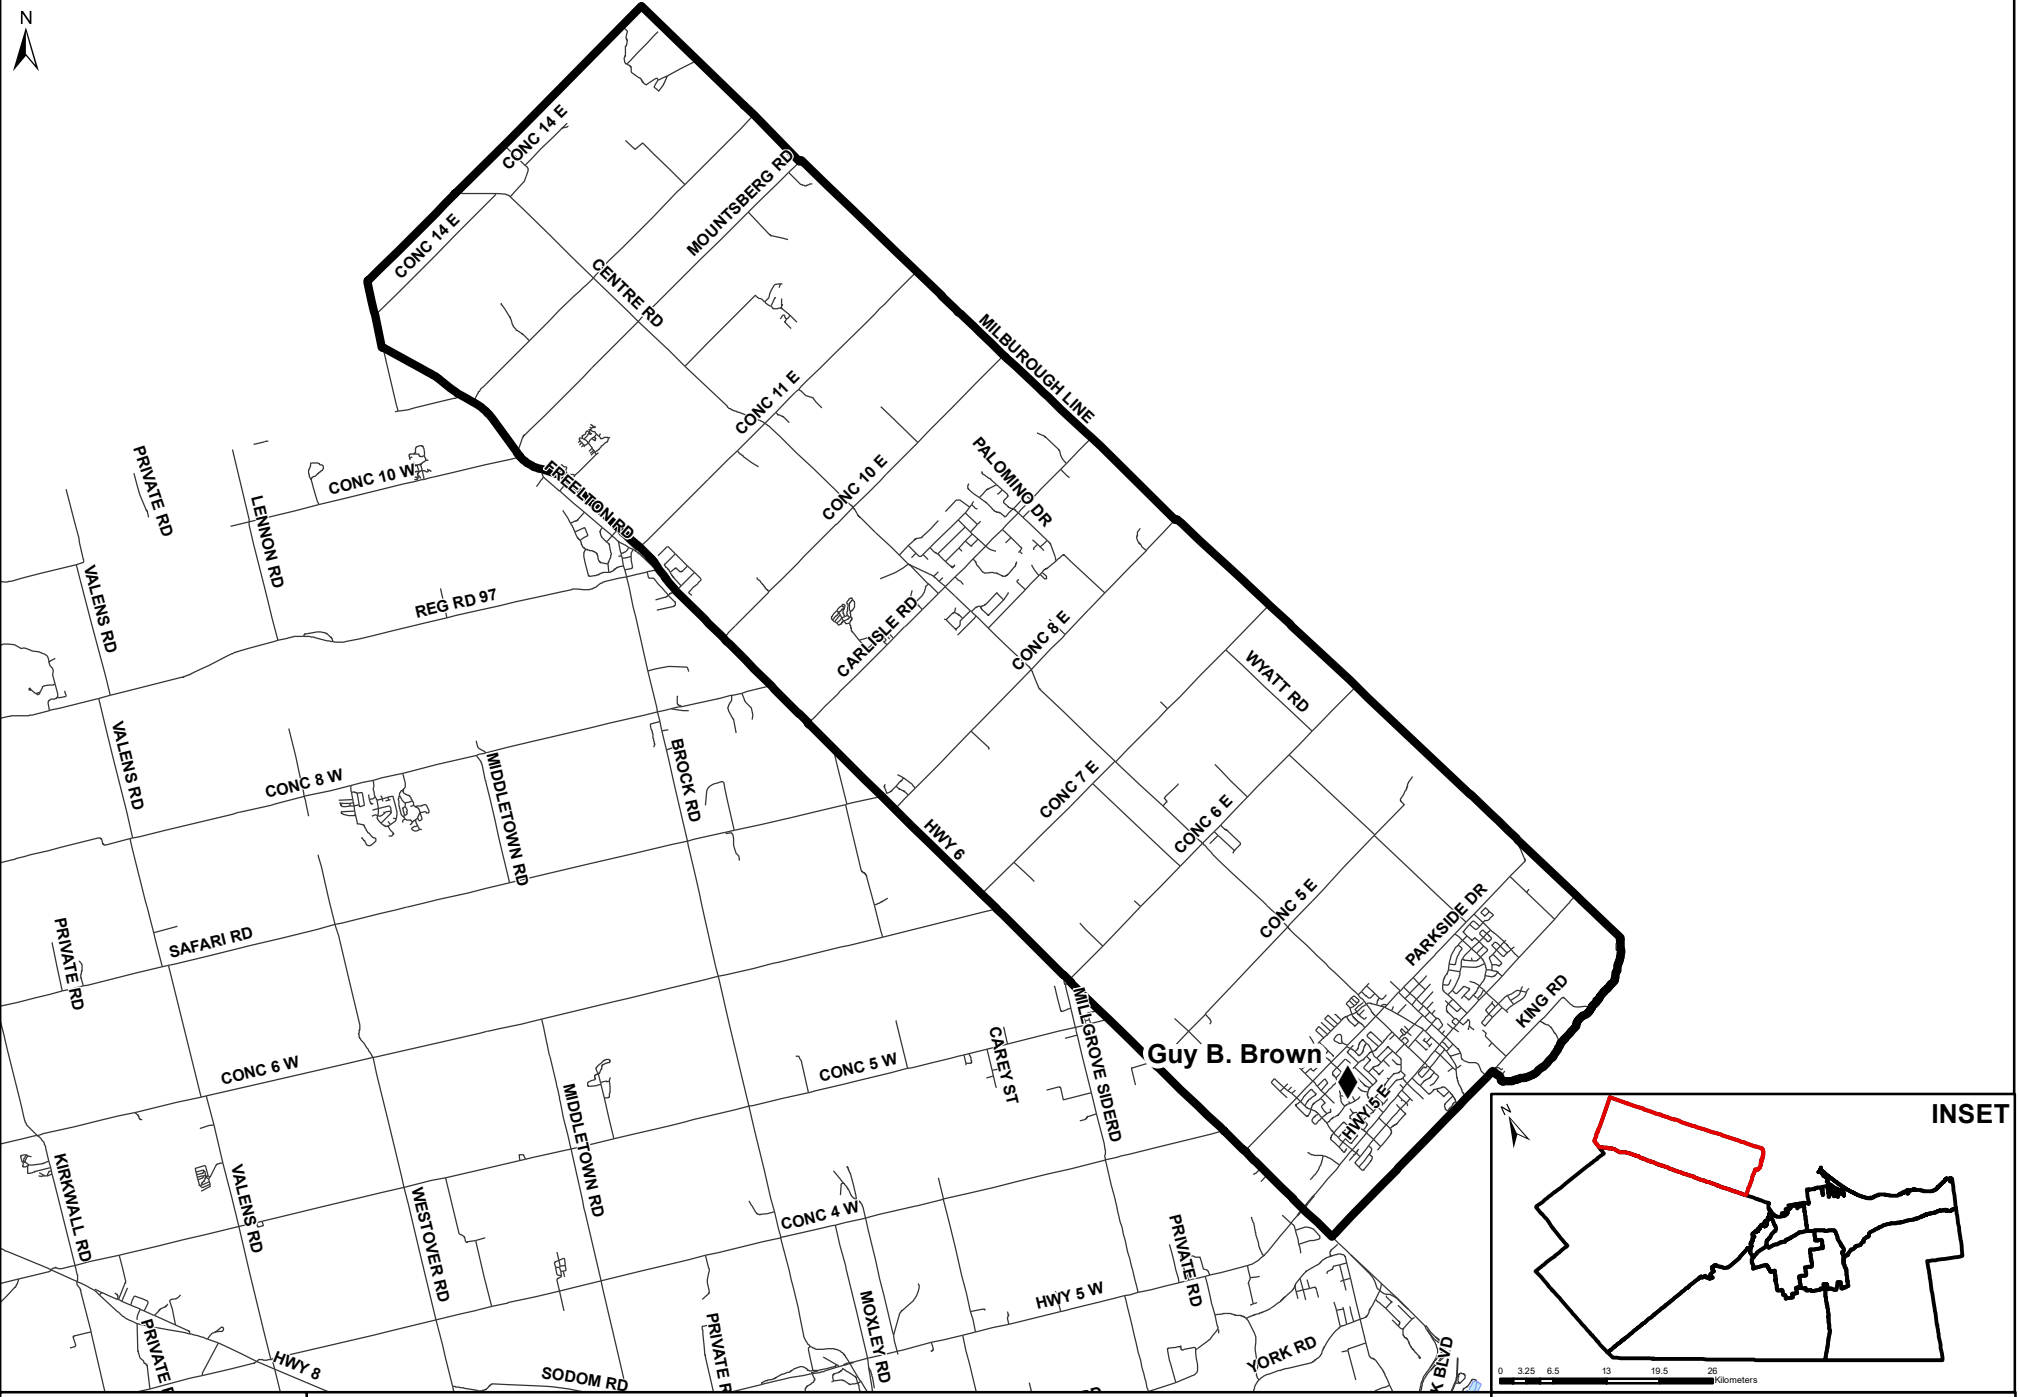 N
CONC 14 E
MOUNTSBERG RD
CONC 14 E
CENTRE RD
MILBOROUGH LINE
CONC 11 E
PALOMINO DR
PRIVATE RD
CONC 10 W
FREELTON RD
CONC 10 E
LENNON RD
VALENS RD
REG RD 97
CARLISLE RD
CONC 8 E
WYATT RD
VALENS RD
CONC 8 W
MIDDLETOWN RD
BROCK RD
CONC 7 E
HWY 6
CONC 6 E
CONC 5 E
PARKSIDE DR
PRIVATE RD
SAFARI RD
KING RD
MILLGROVE SIDERD
CAREY ST
Guy B. Brown
CONC 6 W
CONC 5 W
HWY 5 E
MIDDLETOWN RD
KIRKWALL RD
VALENS RD
WESTOVER RD
CONC 4 W
PRIVATE RD
HWY 5 W
MOXLEY RD
PRIVATE R
PRIVATE R
HWY 8
SODOM RD
YORK RD
K BLVD
INSET
N
0 3.25 6.5 13 19.5 26
Kilometers